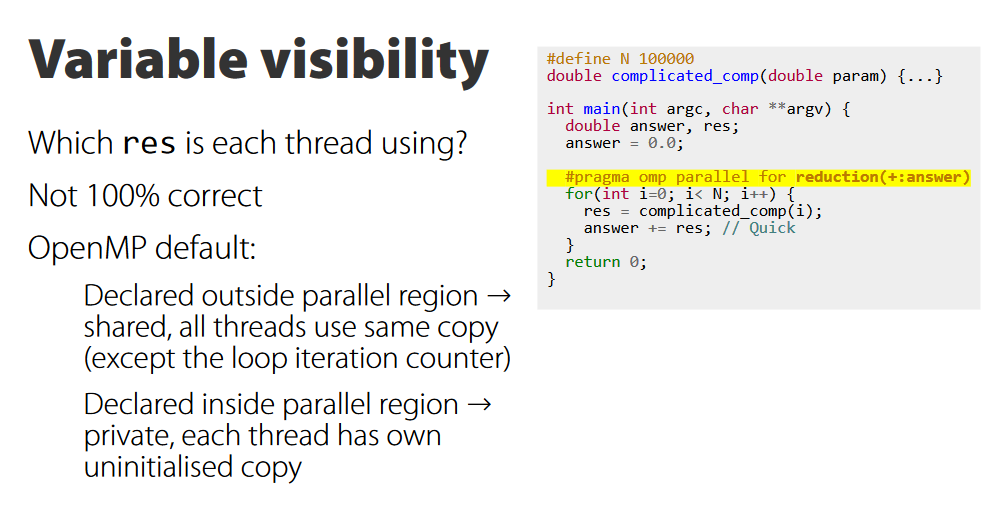 Variable visibility
Which res is each thread using?
Not 100% correct
OpenMP default:
Declared outside parallel region →
shared, all threads use same copy
(except the loop iteration counter)
Declared inside parallel region →
private, each thread has own
uninitialised copy
#define N 100000
double complicated_comp(double param) {...}

int main(int argc, char **argv) {
  double answer, res;
  answer = 0.0;

  #pragma omp parallel for reduction(+:answer)
  for(int i=0; i< N; i++) {
    res = complicated_comp(i);
    answer += res; // Quick
  }
  return 0;
}